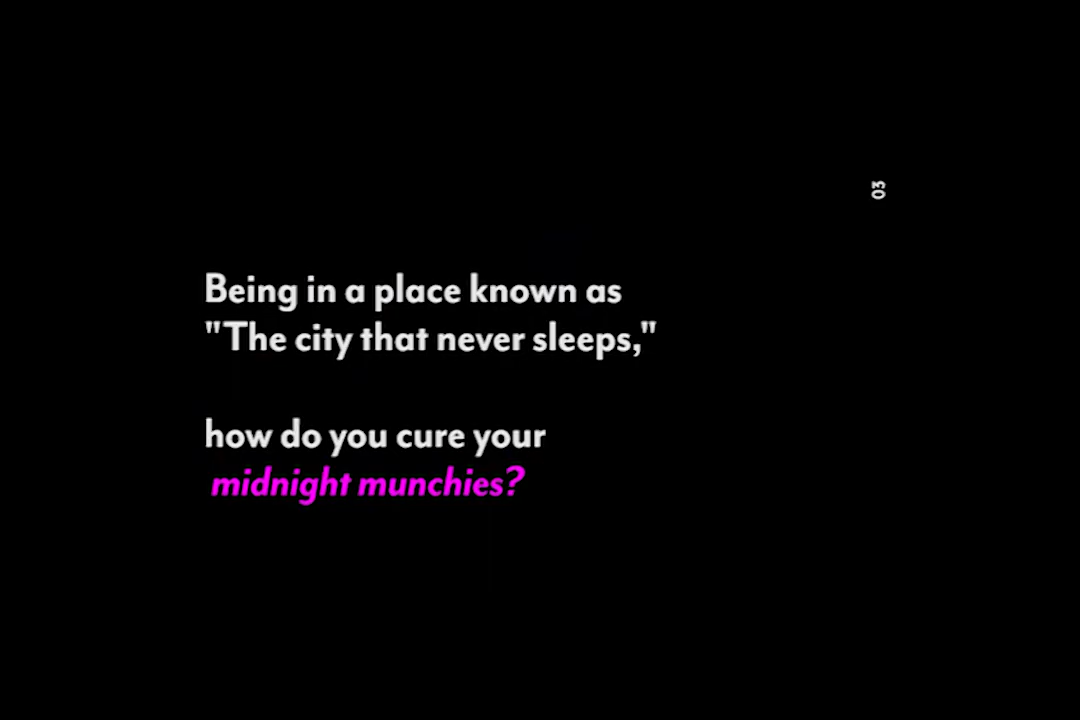 03
Being in a place known as
"The city that never sleeps,"
how do you cure your
midnight munchies?